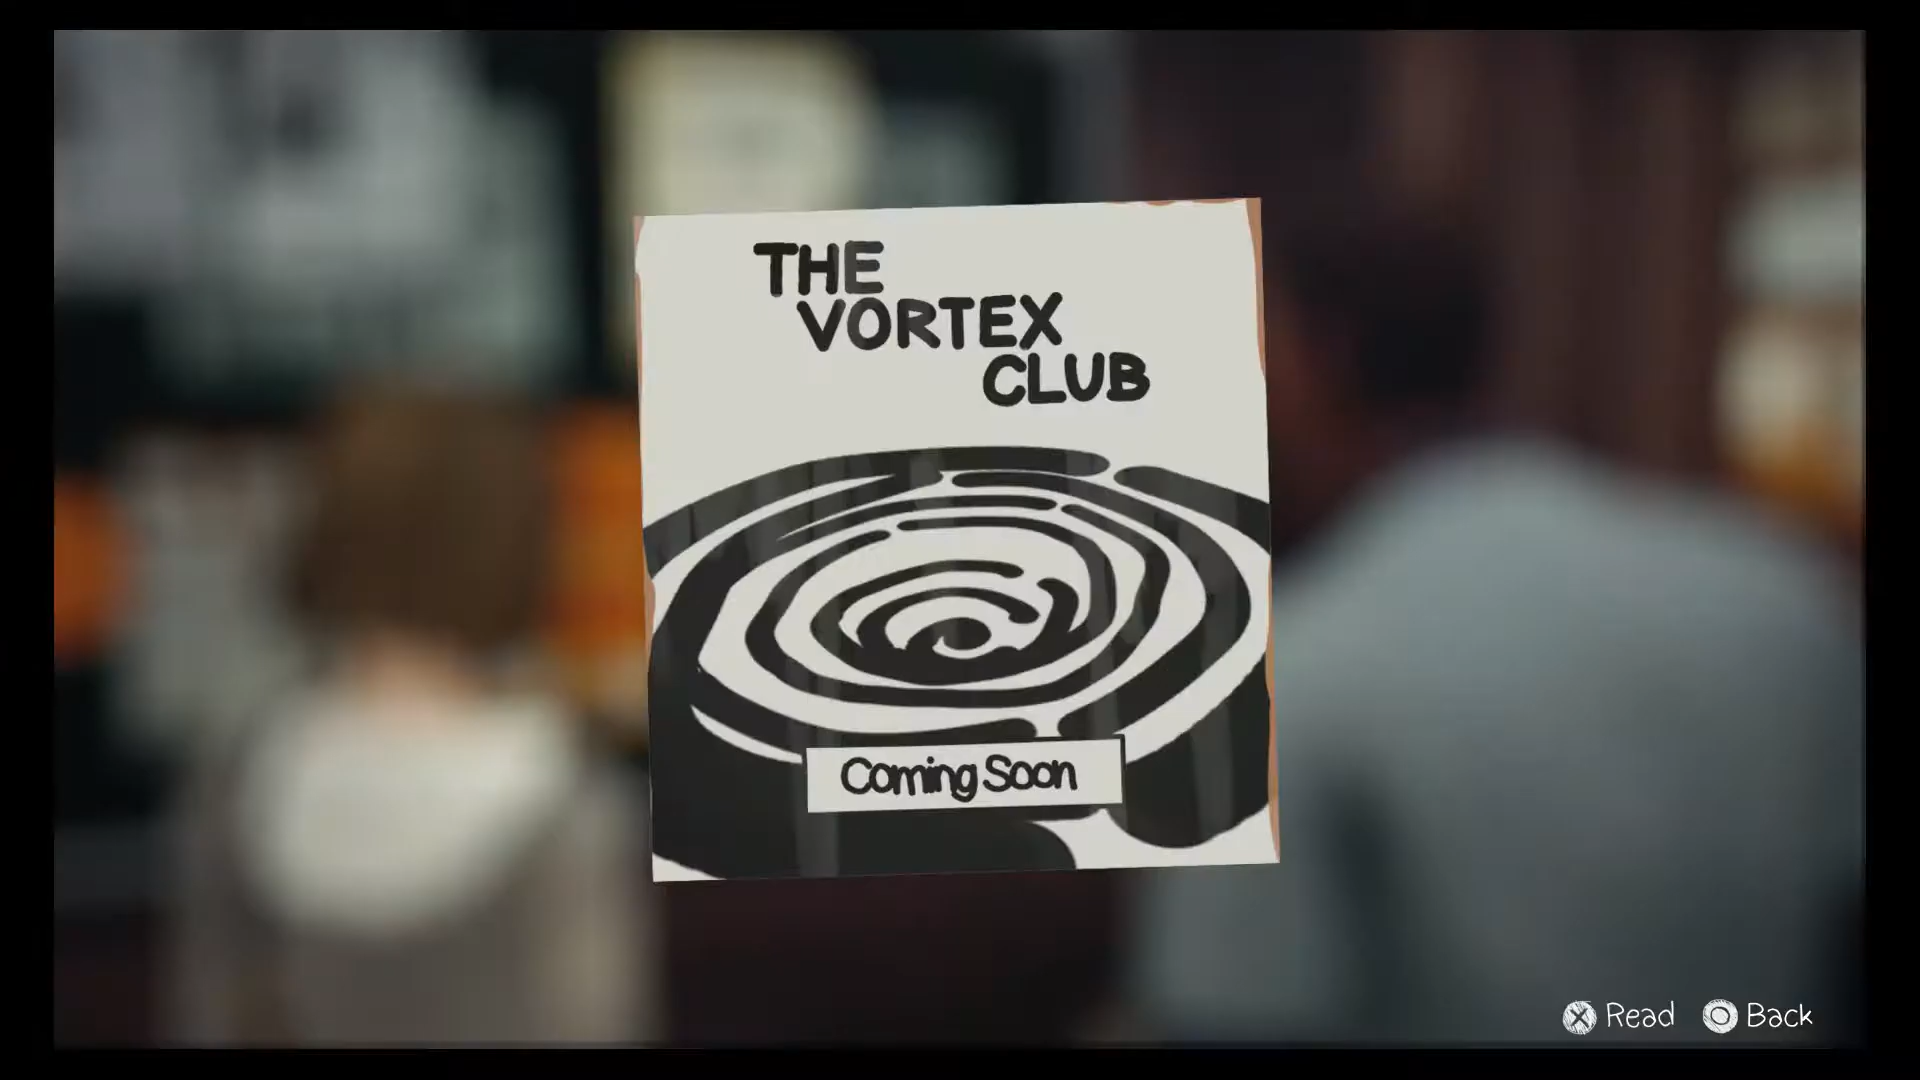 THE
VORTEX
CLUB
Coming Soon
Read Back